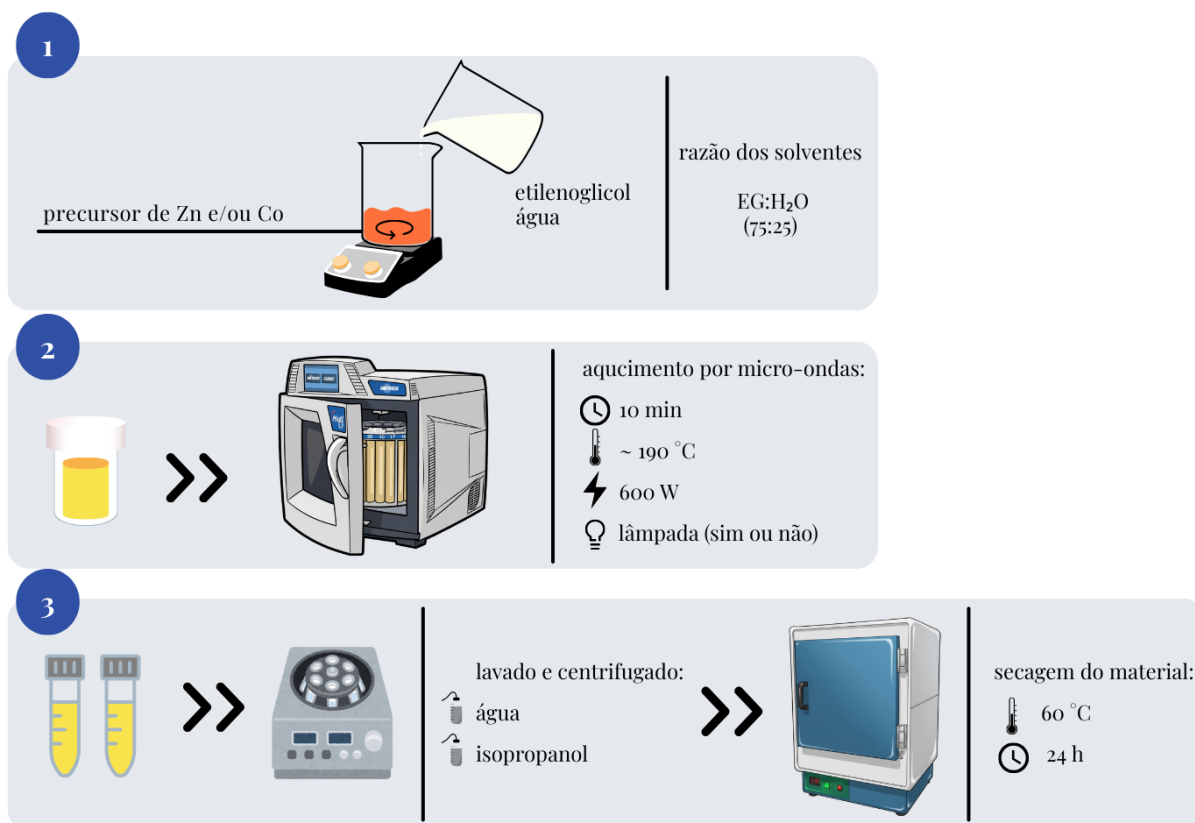 1
precursor de Zn e/ou Co
etilenoglicol
água
razão dos solventes
EG:H₂O
(75:25)
2
aqucimento por micro-ondas:
10 min
~ 190 °C
600 W
lâmpada (sim ou não)
3
lavado e centrifugado:
água
isopropanol
secagem do material:
60 °C
24 h